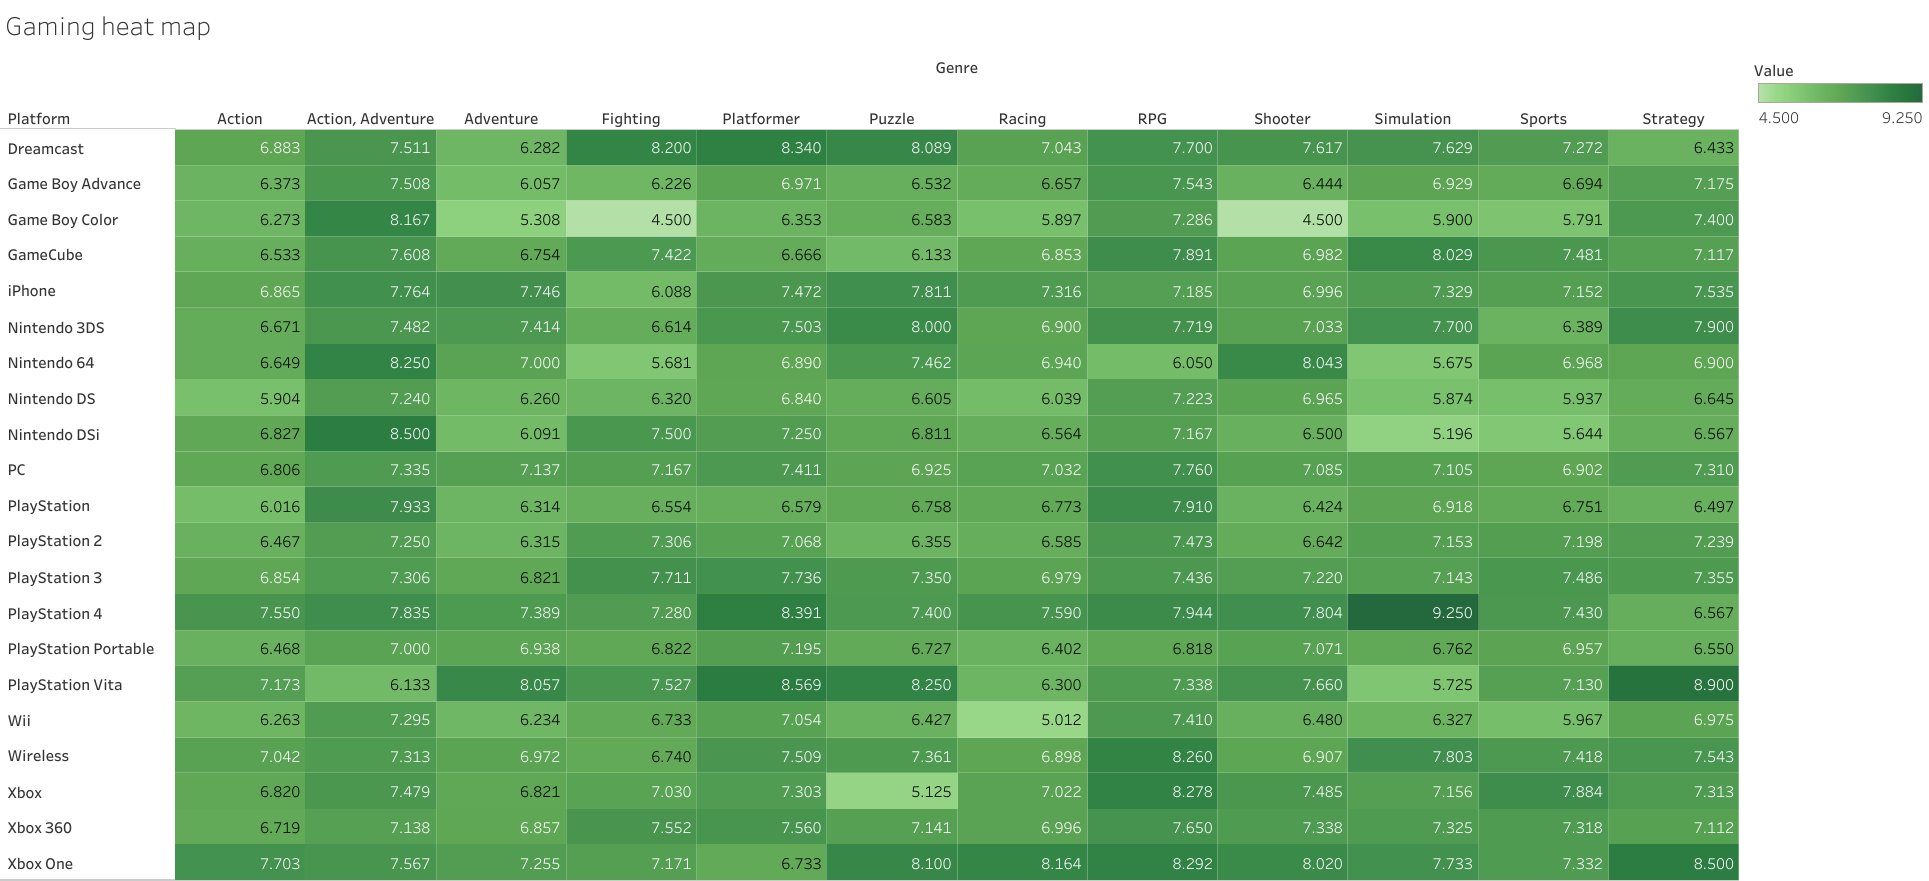 Gaming heat map
Genre
Value
4.500 9.250
Platform Action Action, Adventure Adventure Fighting Platformer Puzzle Racing RPG Shooter Simulation Sports Strategy
Dreamcast 6.883 7.511 6.282 8.200 8.340 8.089 7.043 7.700 7.617 7.629 7.272 6.433
Game Boy Advance 6.373 7.508 6.057 6.226 6.971 6.532 6.657 7.543 6.444 6.929 6.694 7.175
Game Boy Color 6.273 8.167 5.308 4.500 6.353 6.583 5.897 7.286 4.500 5.900 5.791 7.400
GameCube 6.533 7.608 6.754 7.422 6.666 6.133 6.853 7.891 6.982 8.029 7.481 7.117
iPhone 6.865 7.764 7.746 6.088 7.472 7.811 7.316 7.185 6.996 7.329 7.152 7.535
Nintendo 3DS 6.671 7.482 7.414 6.614 7.503 8.000 6.900 7.719 7.033 7.700 6.389 7.900
Nintendo 64 6.649 8.250 7.000 5.681 6.890 7.462 6.940 6.050 8.043 5.675 6.968 6.900
Nintendo DS 5.904 7.240 6.260 6.320 6.840 6.605 6.039 7.223 6.965 5.874 5.937 6.645
Nintendo DSi 6.827 8.500 6.091 7.500 7.250 6.811 6.564 7.167 6.500 5.196 5.644 6.567
PC 6.806 7.335 7.137 7.167 7.411 6.925 7.032 7.760 7.085 7.105 6.902 7.310
PlayStation 6.016 7.933 6.314 6.554 6.579 6.758 6.773 7.910 6.424 6.918 6.751 6.497
PlayStation 2 6.467 7.250 6.315 7.306 7.068 6.355 6.585 7.473 6.642 7.153 7.198 7.239
PlayStation 3 6.854 7.306 6.821 7.711 7.736 7.350 6.979 7.436 7.220 7.143 7.486 7.355
PlayStation 4 7.550 7.835 7.389 7.280 8.391 7.400 7.590 7.944 7.804 9.250 7.430 6.567
PlayStation Portable 6.468 7.000 6.938 6.822 7.195 6.727 6.402 6.818 7.071 6.762 6.957 6.550
PlayStation Vita 7.173 6.133 8.057 7.527 8.569 8.250 6.300 7.338 7.660 5.725 7.130 8.900
Wii 6.263 7.295 6.234 6.733 7.054 6.427 5.012 7.410 6.480 6.327 5.967 6.975
Wireless 7.042 7.313 6.972 6.740 7.509 7.361 6.898 8.260 6.907 7.803 7.418 7.543
Xbox 6.820 7.479 6.821 7.030 7.303 5.125 7.022 8.278 7.485 7.156 7.884 7.313
Xbox 360 6.719 7.138 6.857 7.552 7.560 7.141 6.996 7.650 7.338 7.325 7.318 7.112
Xbox One 7.703 7.567 7.255 7.171 6.733 8.100 8.164 8.292 8.020 7.733 7.332 8.500